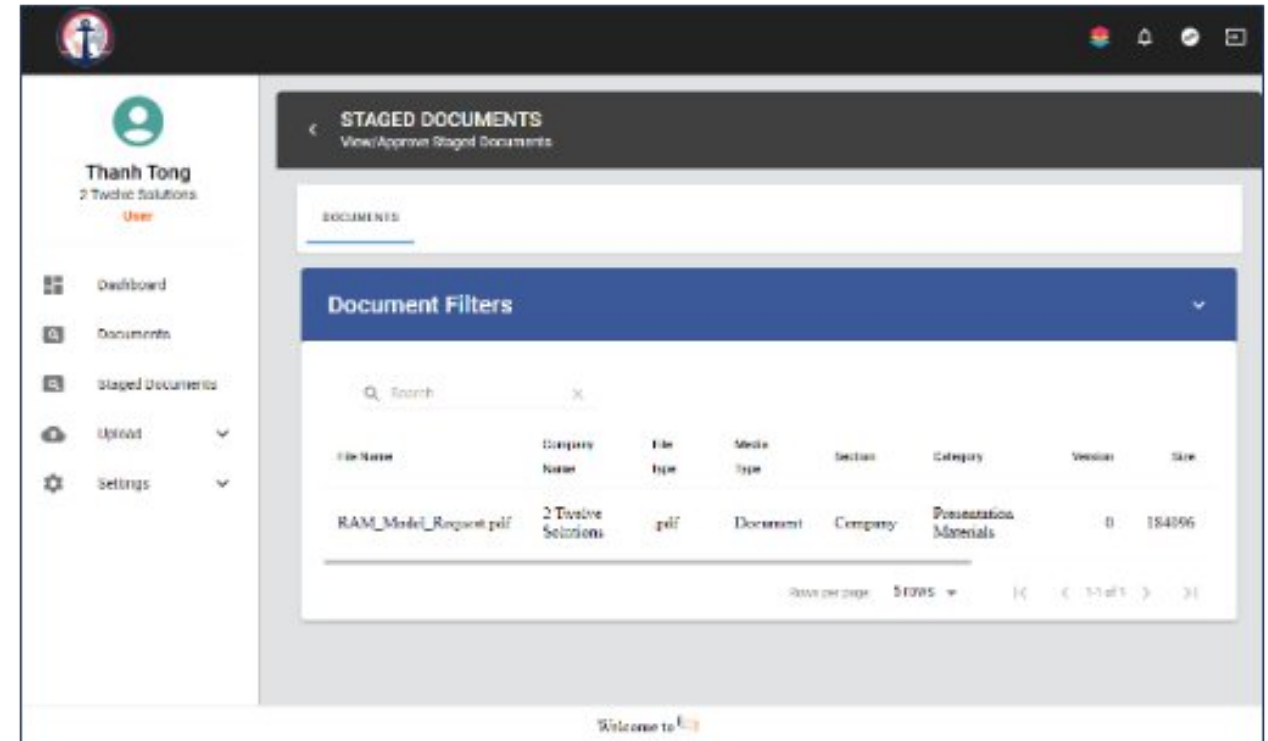 Thanh Tong
2 Twelve Solutions
User
Dashboard
Documents
Staged Documents
Upload
Settings
STAGED DOCUMENTS
View/Approve Staged Documents
DOCUMENTS
Document Filters
Search
File Name
Company Name
File Type
Media Type
Section
Category
Version
Size
RAM_Model_Request.pdf
2 Twelve Solutions
.pdf
Document
Company
Presentation Materials
0
184096
Rows per page:
5 rows
1-1 of 1
Welcome to